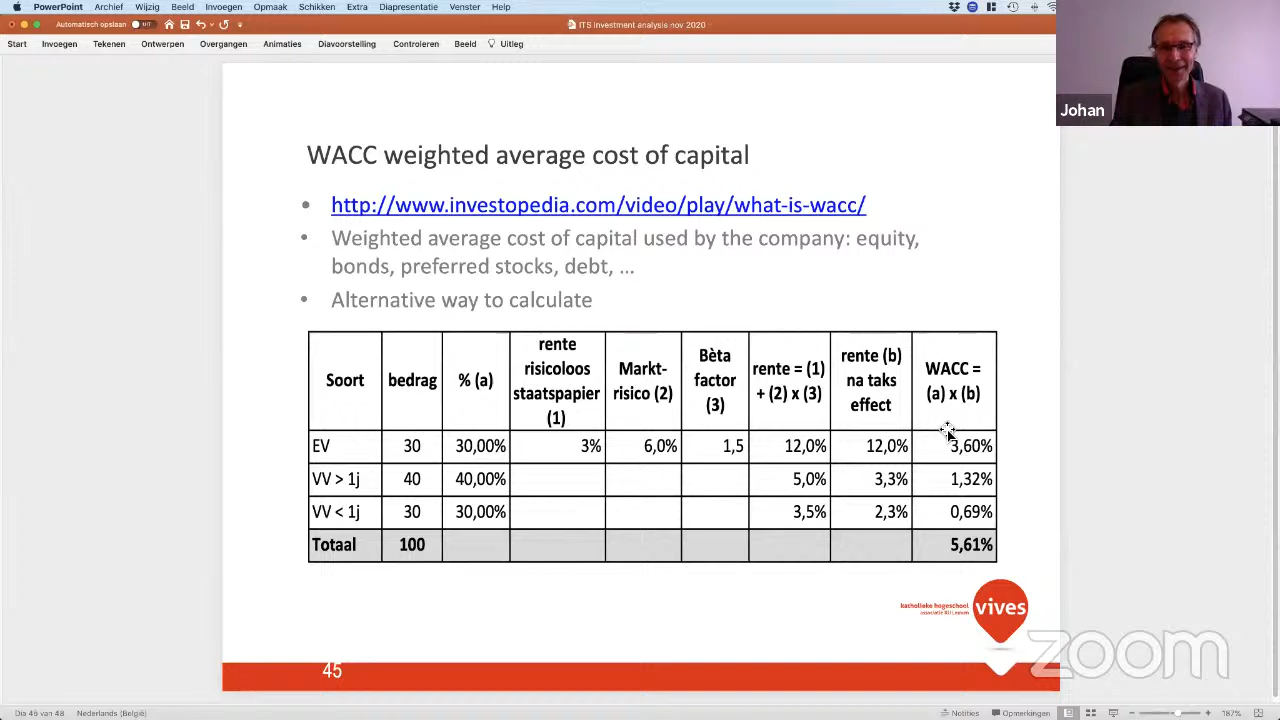 PowerPoint Archief Wijzig Beeld Invoegen Opmaak Schikken Extra Diapresentatie Venster Help
Automatisch opslaan UIT ITS Investment analysis nov 2020
Start Invoegen Tekenen Ontwerpen Overgangen Animaties Diavoorstelling Controleren Beeld Uitleg
Johan
WACC weighted average cost of capital
• http://www.investopedia.com/video/play/what-is-wacc/
• Weighted average cost of capital used by the company: equity,
bonds, preferred stocks, debt, …
• Alternative way to calculate
Soort bedrag % (a) rente risicoloos staatspapier (1) Markt-risico (2) Bèta factor (3) rente = (1) + (2) x (3) rente (b) na taks effect WACC = (a) x (b)
EV 30 30,00% 3% 6,0% 1,5 12,0% 12,0% 3,60%
VV > 1j 40 40,00% 5,0% 3,3% 1,32%
VV < 1j 30 30,00% 3,5% 2,3% 0,69%
Totaal 100 5,61%
katholieke hogeschool
associatie KU Leuven
vives
zoom
45
Dia 46 van 48 Nederlands (België) Notities Opmerkingen 187%